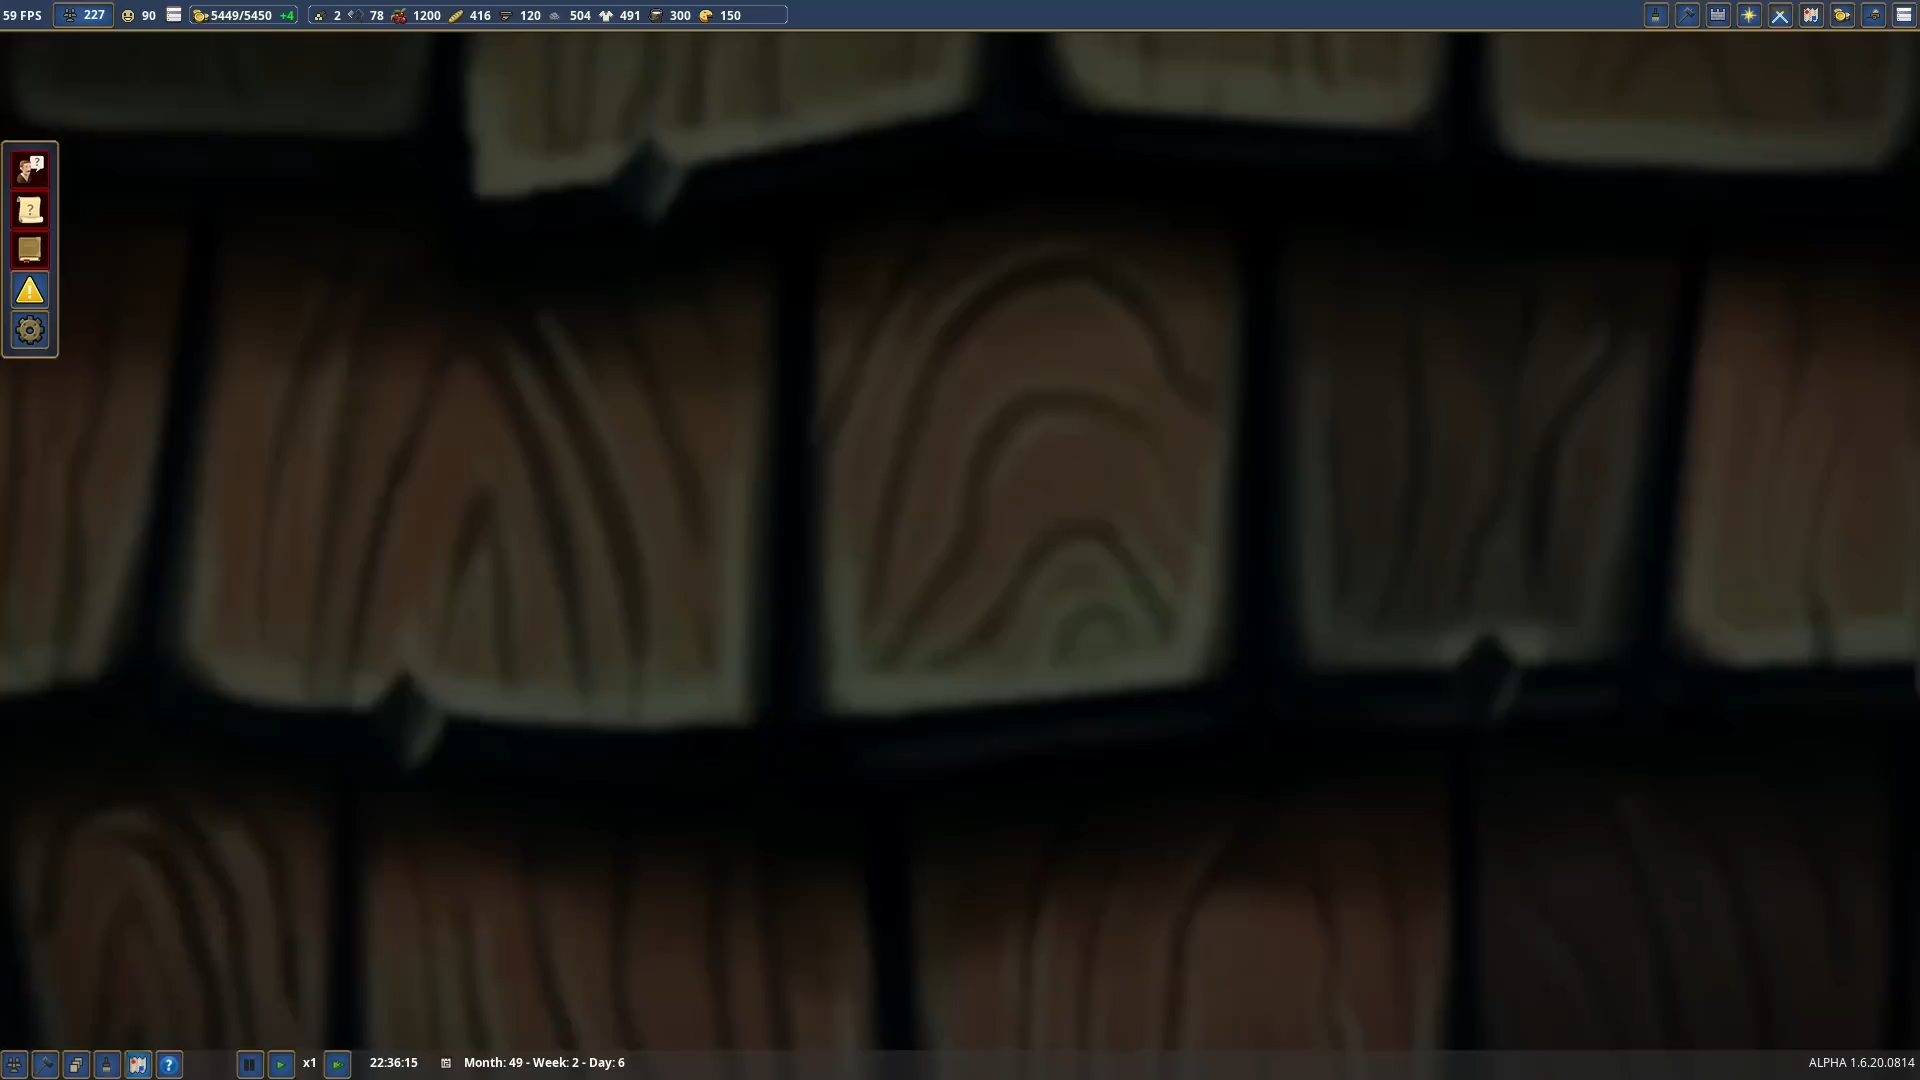 59 FPS 227 90 5449/5450 +4 2 78 1200 416 120 504 491 300 150
?
?
!
? x1 22:36:15 Month: 49 - Week: 2 - Day: 6 ALPHA 1.6.20.0814